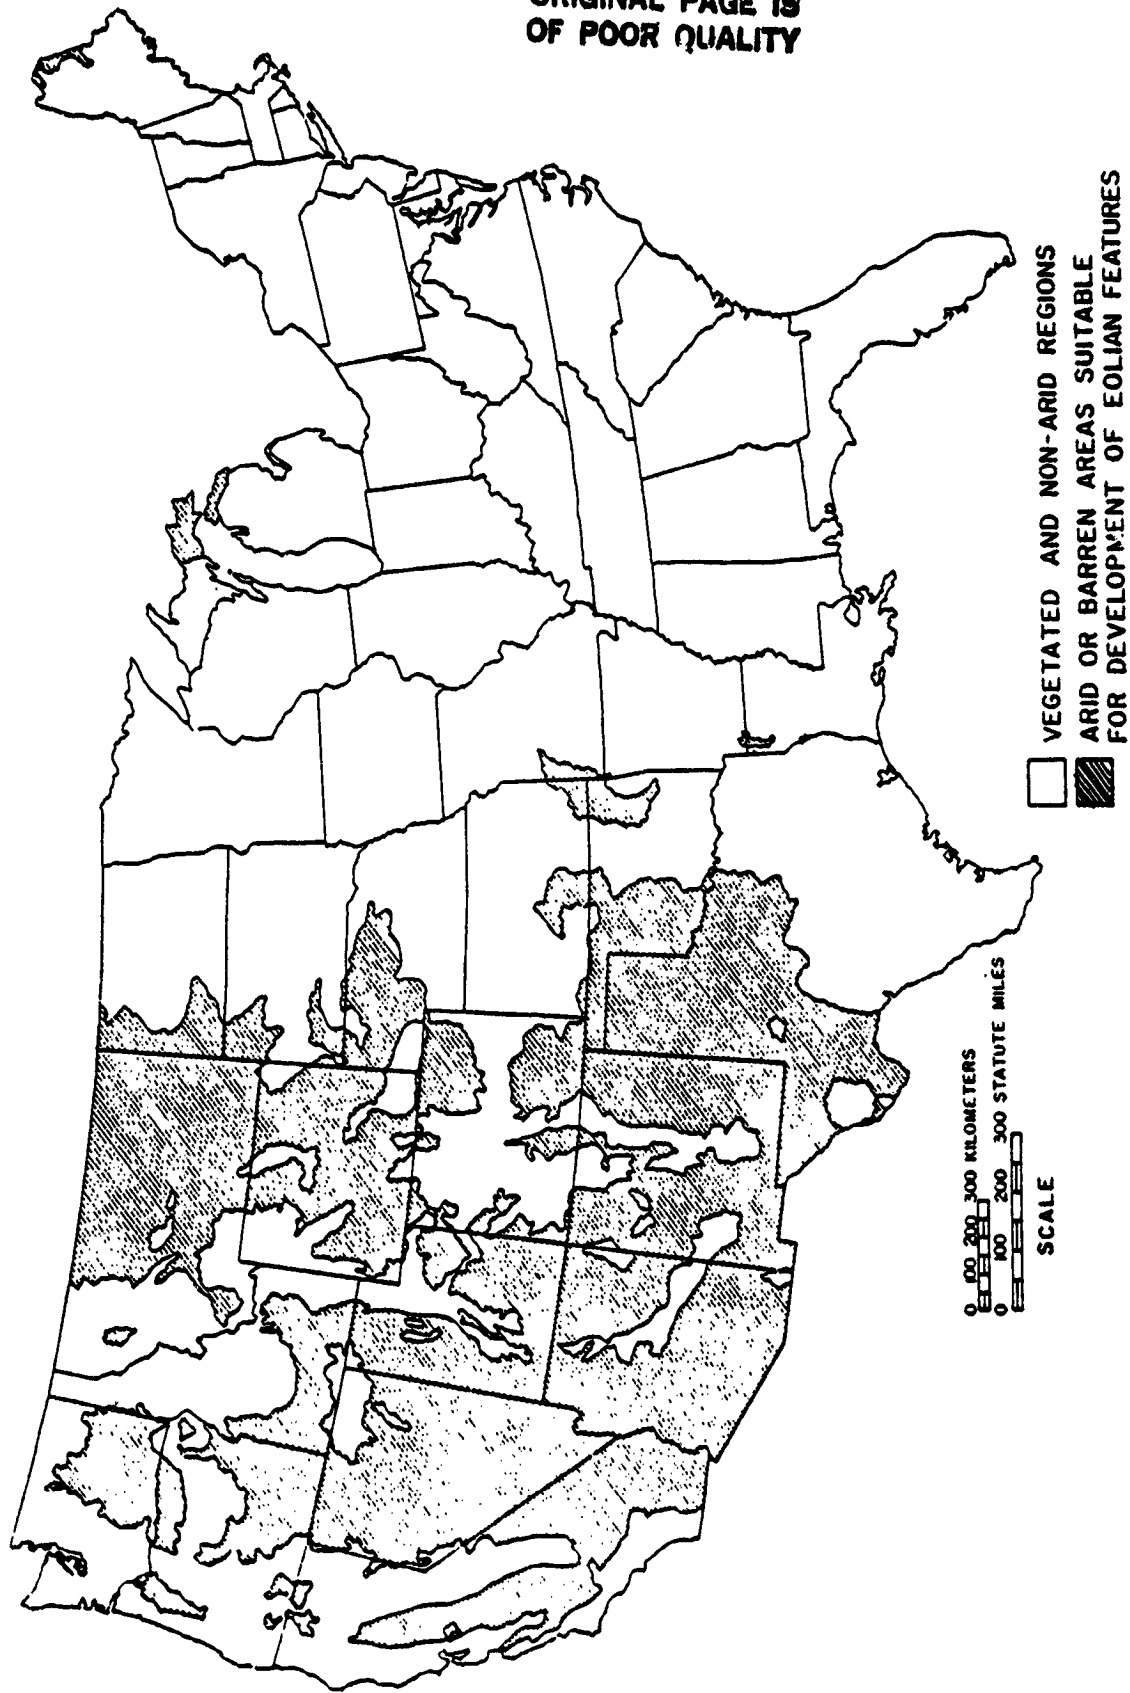 ORIGINAL PAGE IS
OF POOR QUALITY
VEGETATED AND NON-ARID REGIONS
ARID OR BARREN AREAS SUITABLE
FOR DEVELOPMENT OF EOLIAN FEATURES
0 100 200 300 KILOMETERS
0 100 200 300 STATUTE MILES
SCALE